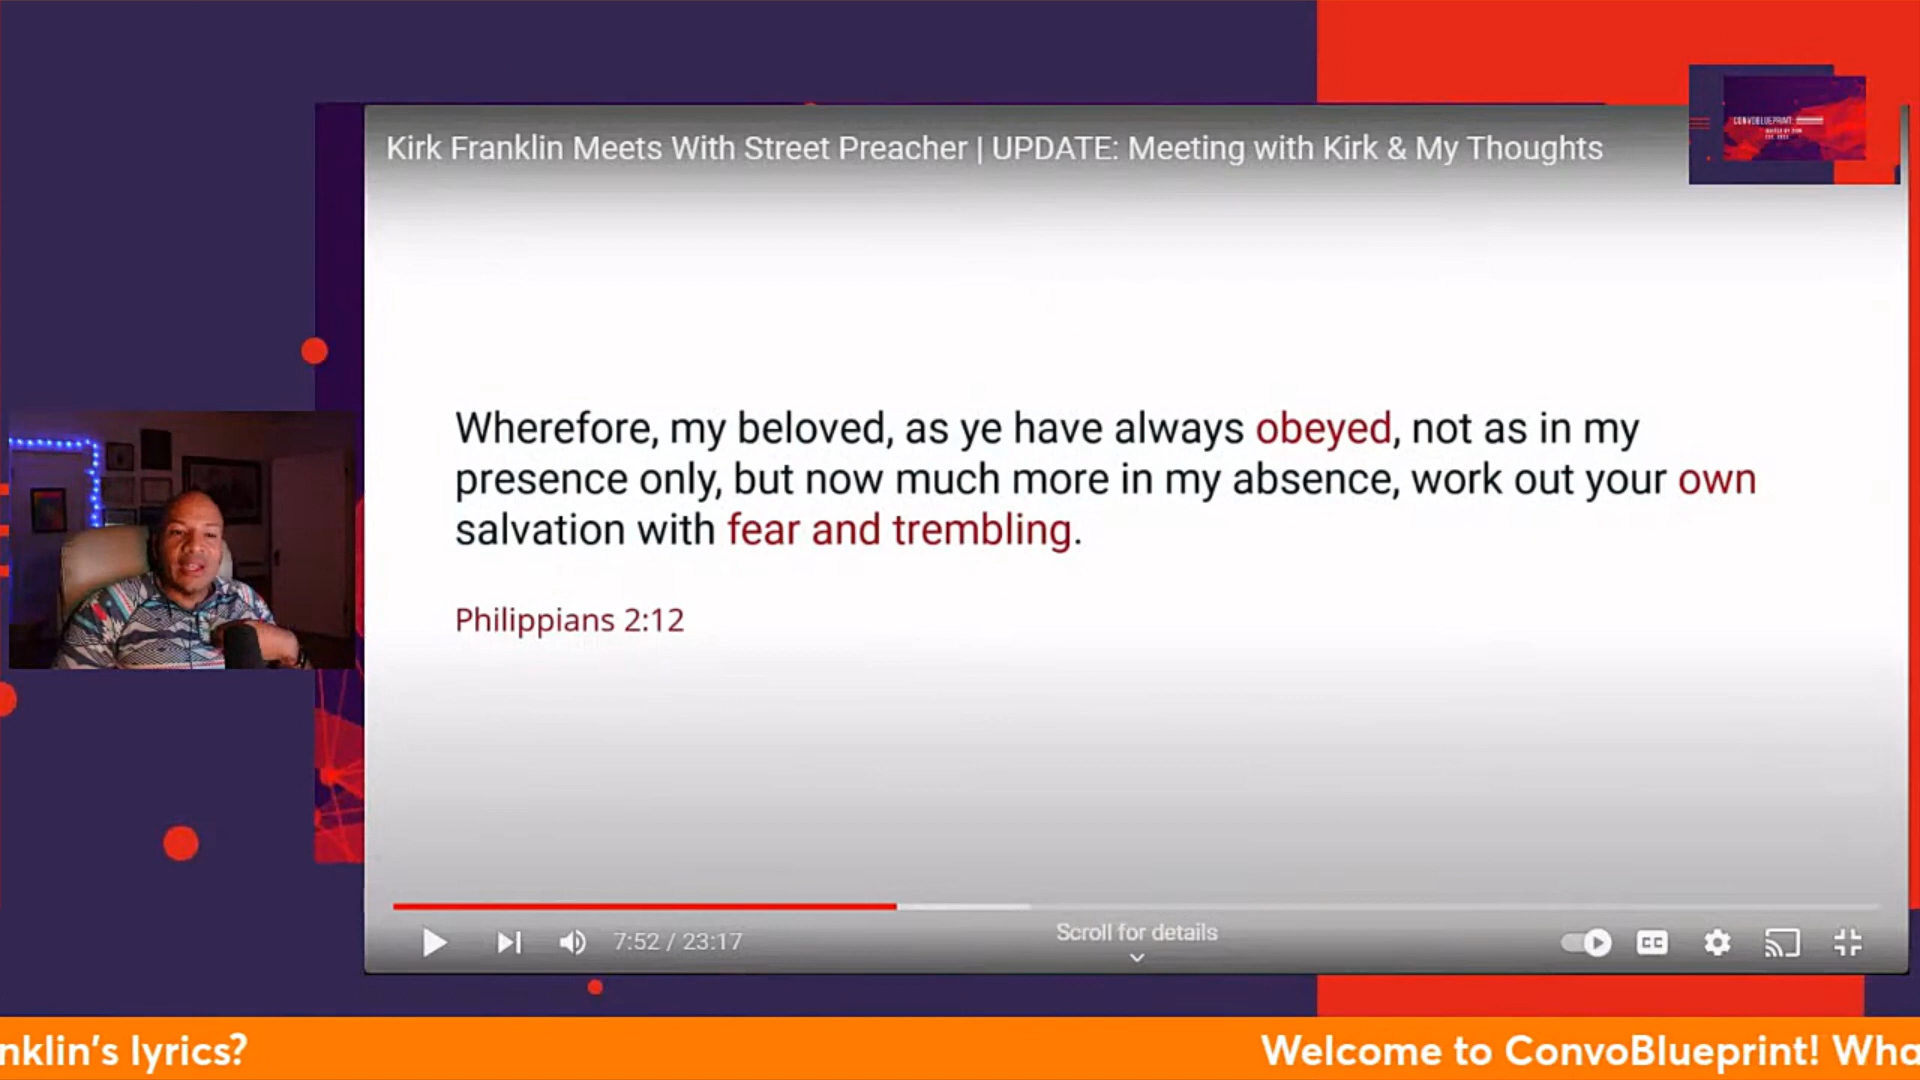 Kirk Franklin Meets With Street Preacher | UPDATE: Meeting with Kirk & My Thoughts
CONVOBLUEPRINT
Wherefore, my beloved, as ye have always obeyed, not as in my
presence only, but now much more in my absence, work out your own
salvation with fear and trembling.
Philippians 2:12
7:52 / 23:17
Scroll for details
CC
nklin's lyrics?
Welcome to ConvoBlueprint! Wha